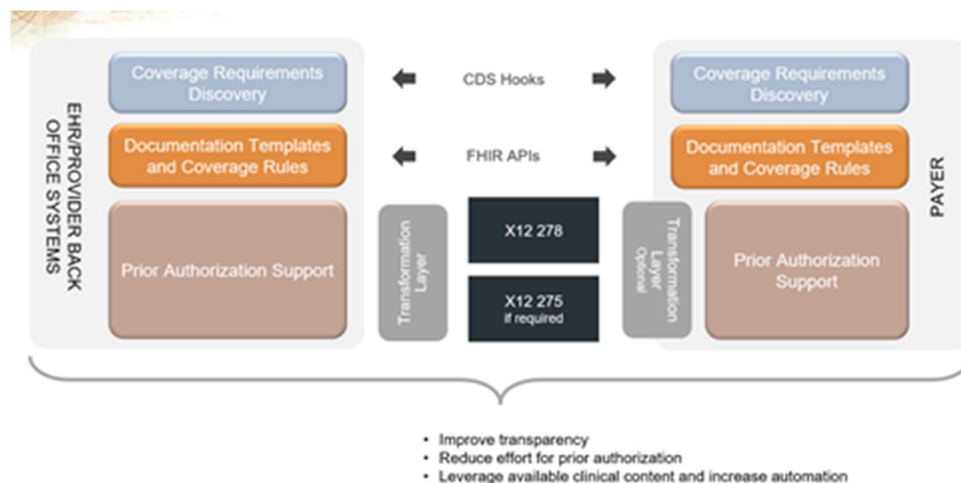 EHR/PROVIDER BACK
OFFICE SYSTEMS
Coverage Requirements
Discovery
Documentation Templates
and Coverage Rules
Prior Authorization Support
CDS Hooks
FHIR APIs
Transformation
Layer
X12 278
X12 275
if required
Transformation
Layer
Optional
Coverage Requirements
Discovery
Documentation Templates
and Coverage Rules
Prior Authorization
Support
PAYER
• Improve transparency
• Reduce effort for prior authorization
• Leverage available clinical content and increase automation